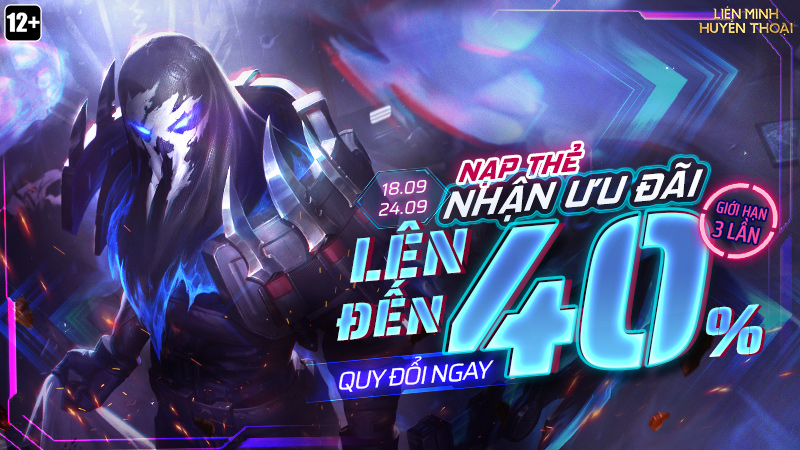 12+
LIÊN MINH
HUYỀN THOẠI
NẠP THẺ
18.09
24.09
NHẬN ƯU ĐÃI
GIỚI HẠN
3 LẦN
LÊN
ĐẾN
40%
QUY ĐỔI NGAY